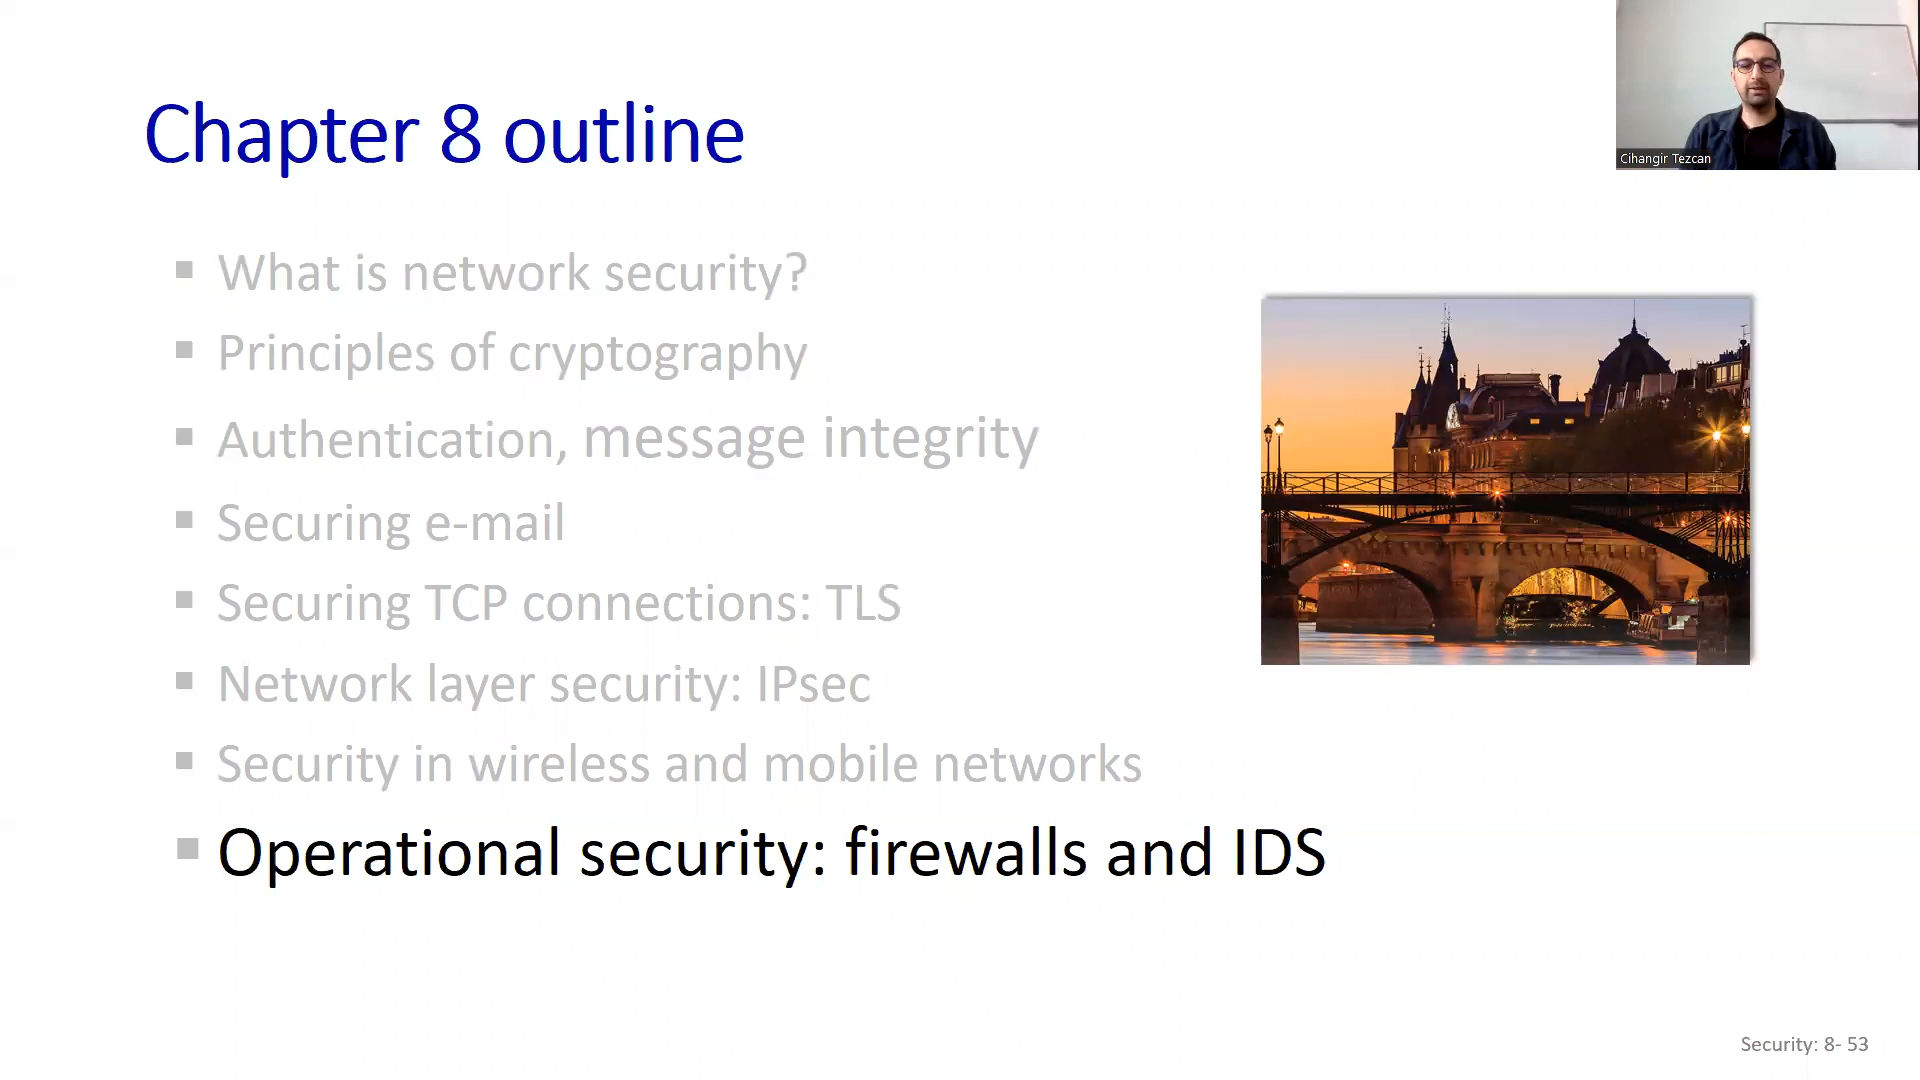 Chapter 8 outline
Cihangir Tezcan
▪ What is network security?
▪ Principles of cryptography
▪ Authentication, message integrity
▪ Securing e-mail
▪ Securing TCP connections: TLS
▪ Network layer security: IPsec
▪ Security in wireless and mobile networks
▪ Operational security: firewalls and IDS
Security: 8- 53